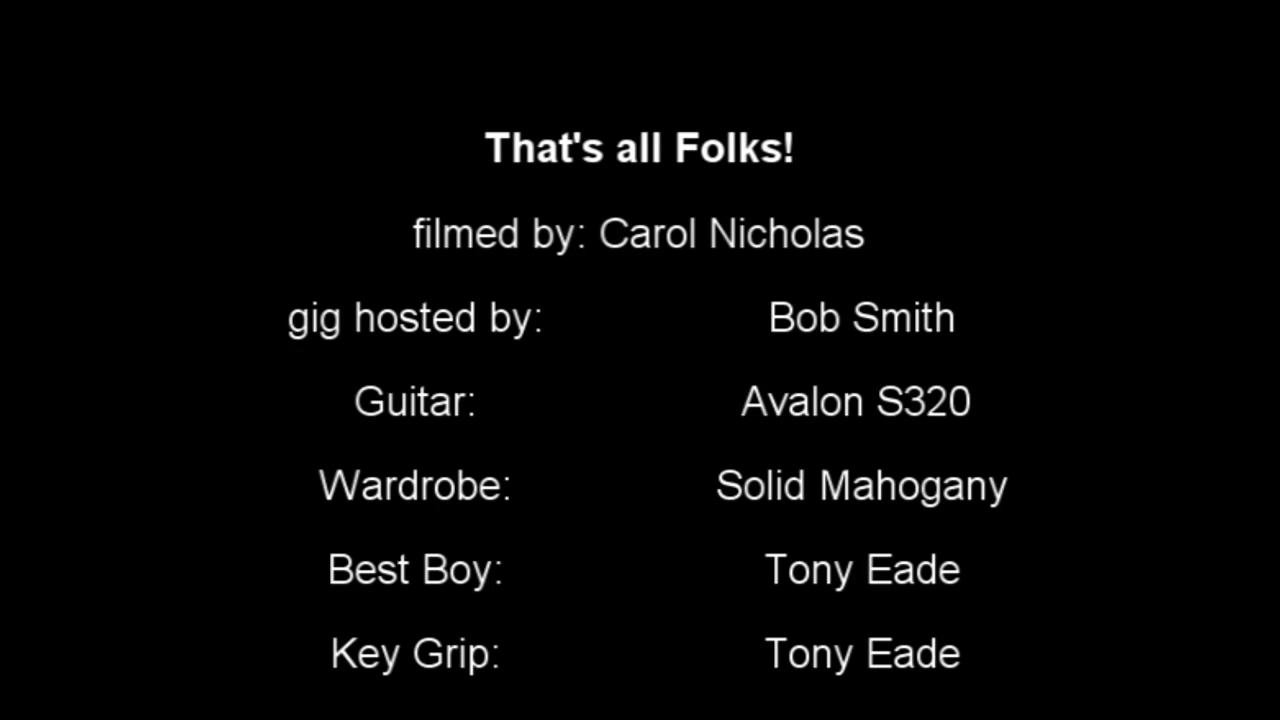 That's all Folks!
filmed by: Carol Nicholas
gig hosted by: Bob Smith
Guitar: Avalon S320
Wardrobe: Solid Mahogany
Best Boy: Tony Eade
Key Grip: Tony Eade